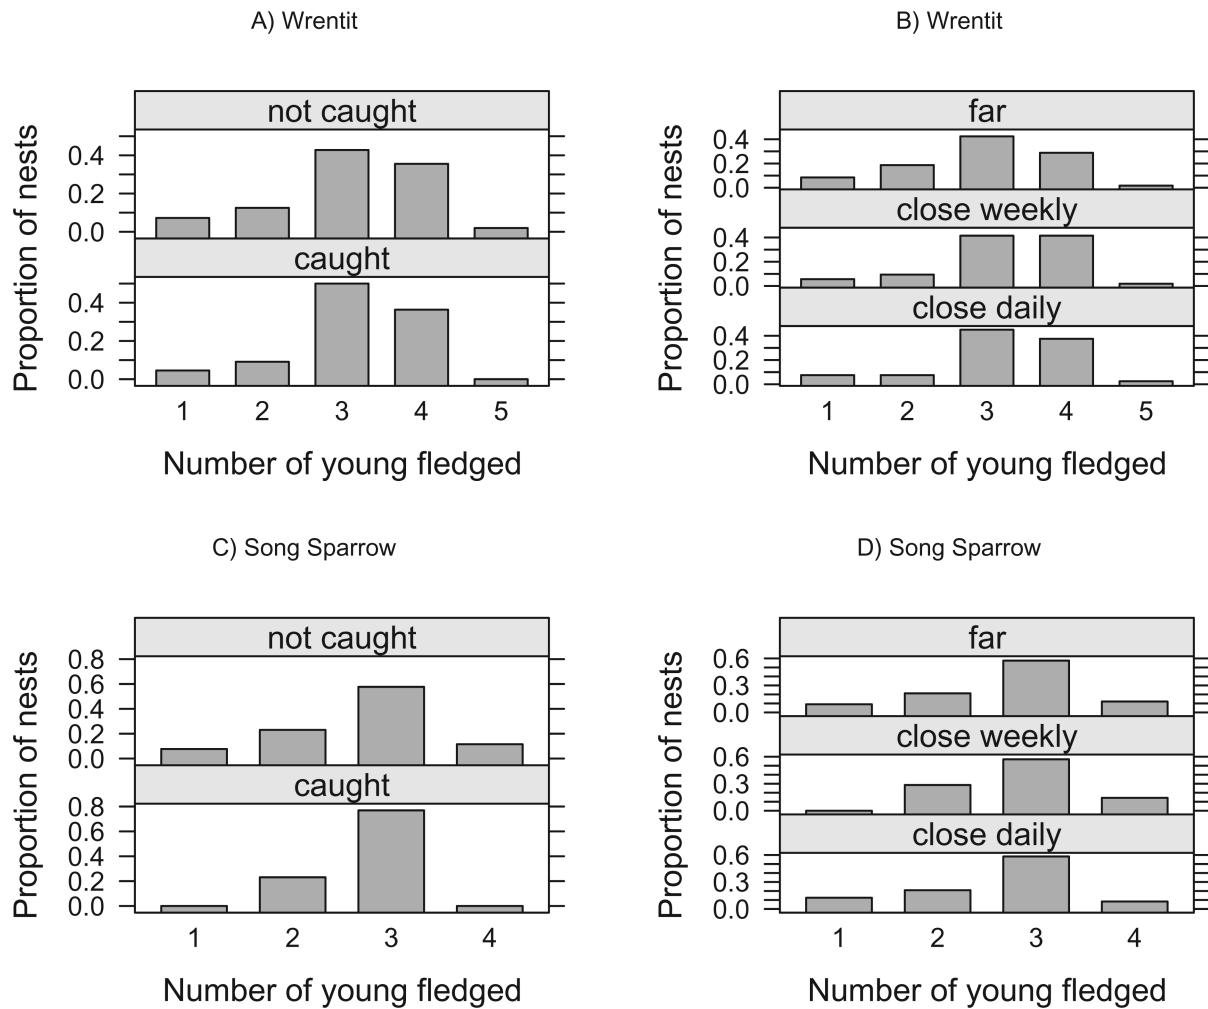 A) Wrentit
not caught
Proportion of nests
0.4
0.2
0.0
caught
0.4
0.2
0.0
1 2 3 4 5
Number of young fledged
B) Wrentit
far
Proportion of nests
0.4
0.2
0.0
close weekly
0.4
0.2
0.0
close daily
0.4
0.2
0.0
1 2 3 4 5
Number of young fledged
C) Song Sparrow
not caught
Proportion of nests
0.8
0.6
0.4
0.2
0.0
caught
0.8
0.6
0.4
0.2
0.0
1 2 3 4
Number of young fledged
D) Song Sparrow
far
Proportion of nests
0.6
0.3
0.0
close weekly
0.6
0.3
0.0
close daily
0.6
0.3
0.0
1 2 3 4
Number of young fledged